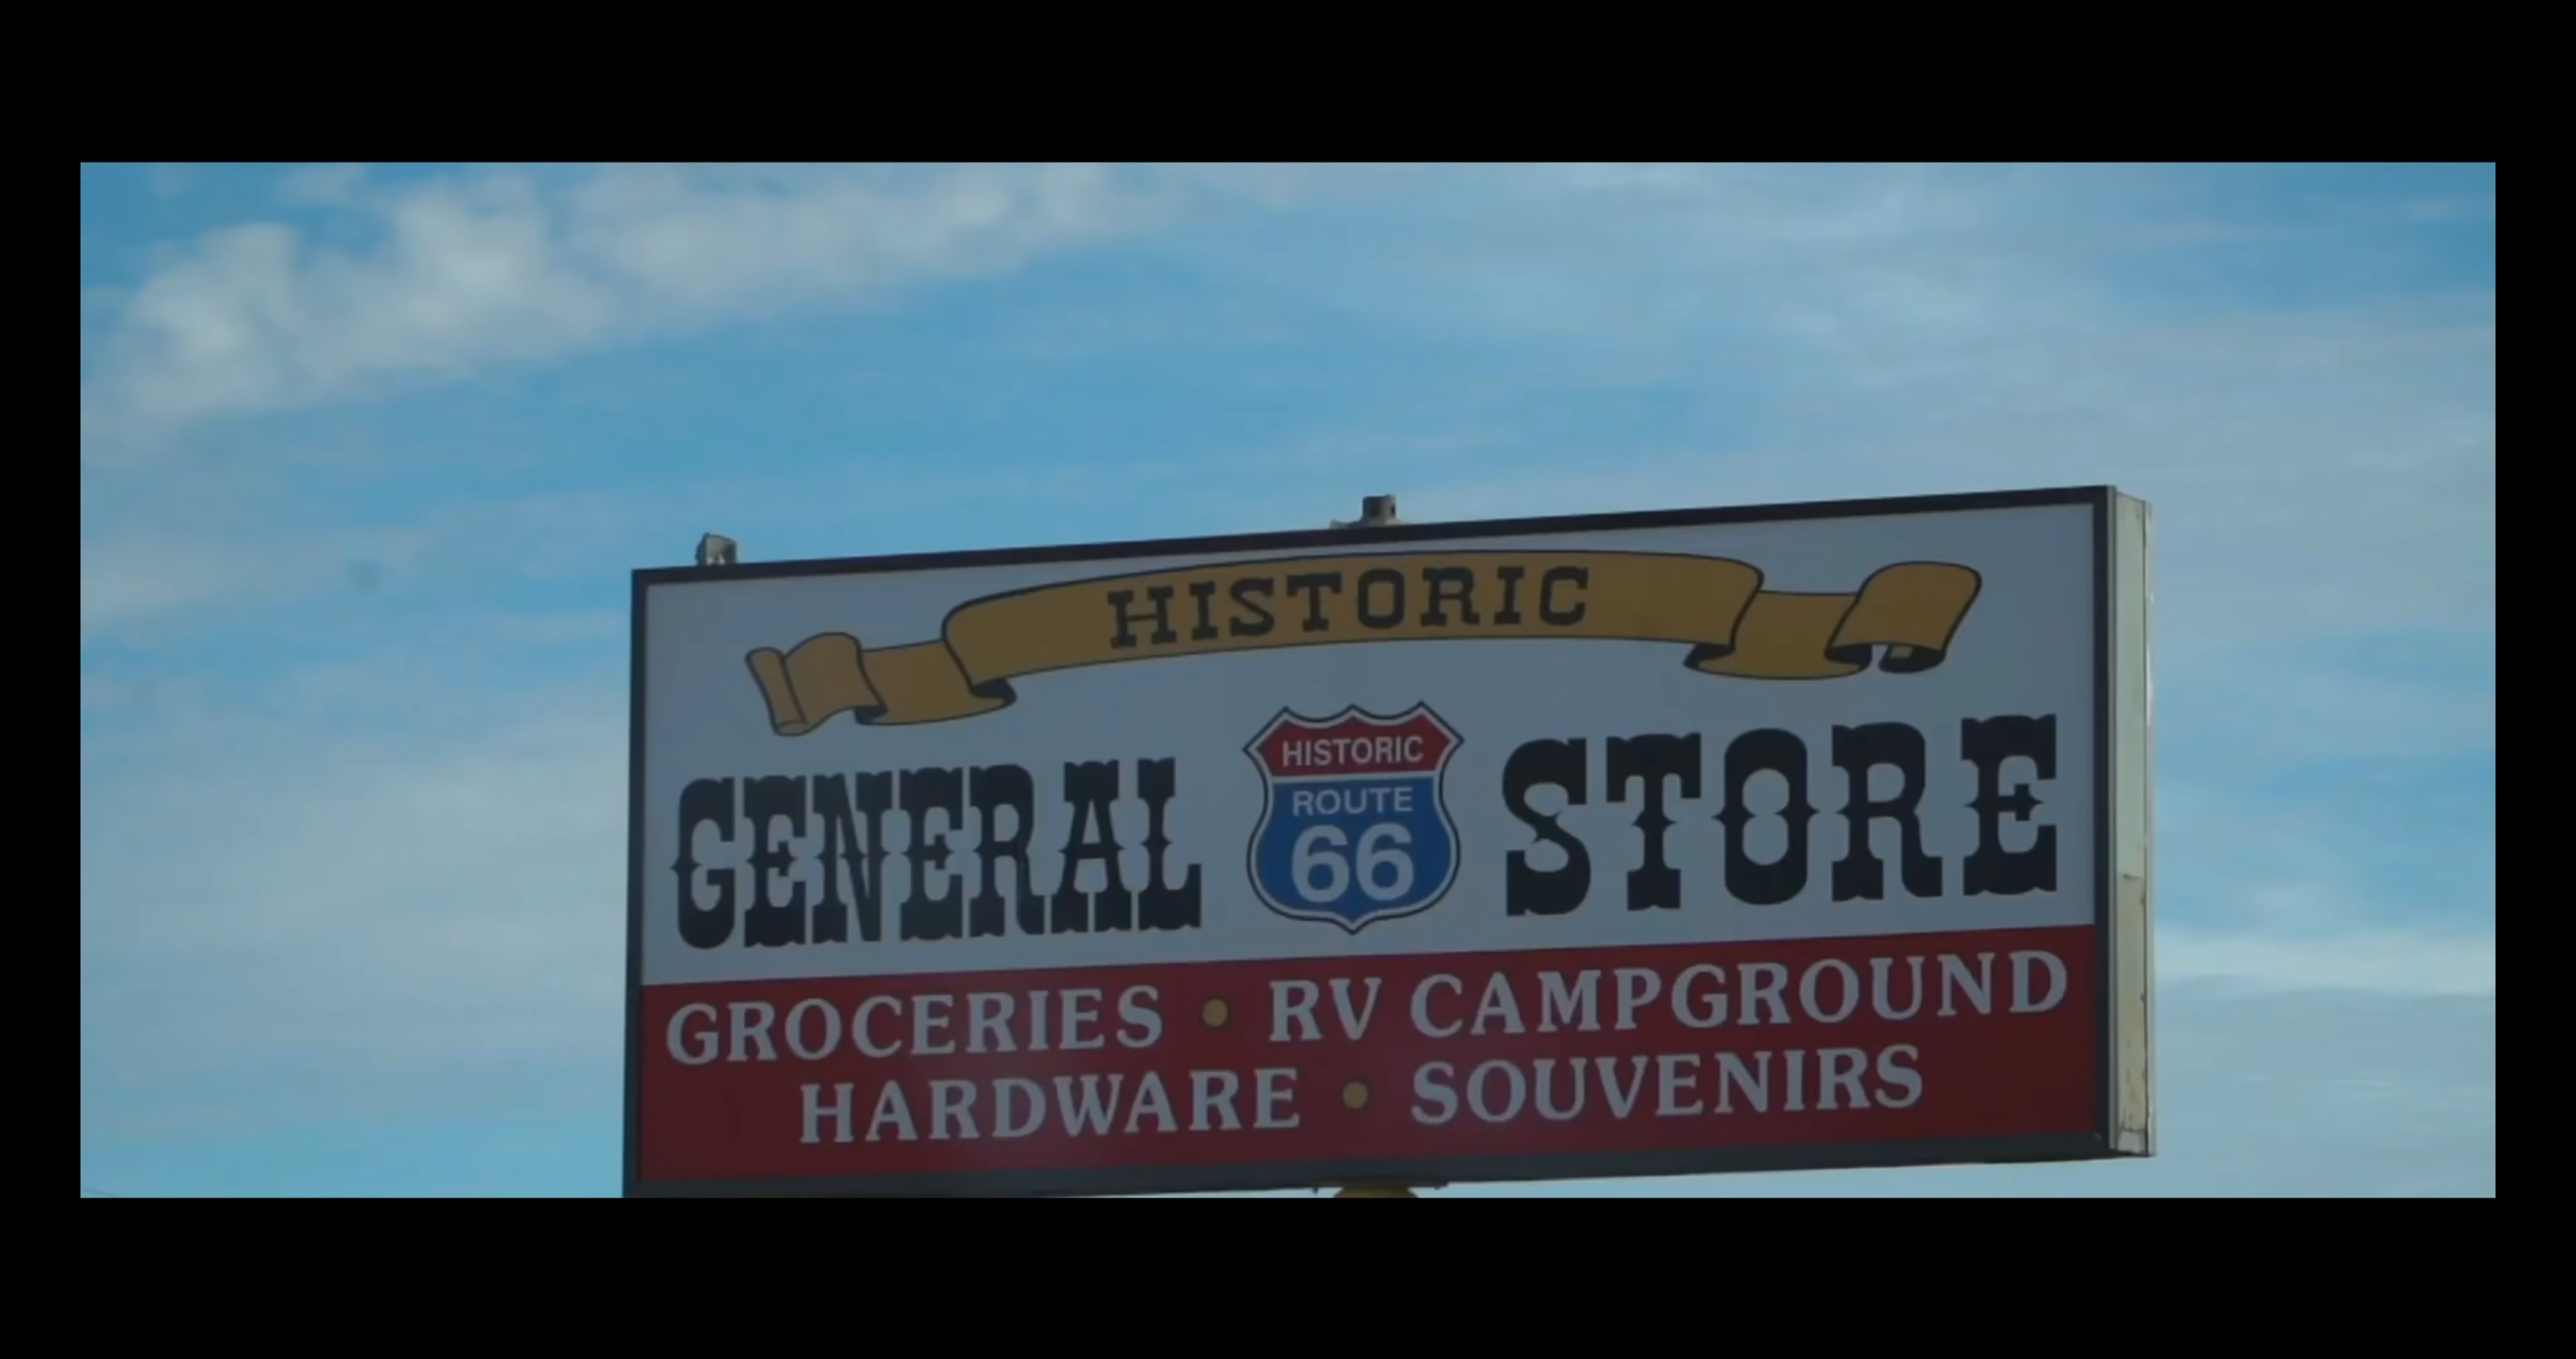 HISTORIC
GENERAL STORE
HISTORIC
ROUTE
66
GROCERIES • RV CAMPGROUND
HARDWARE • SOUVENIRS